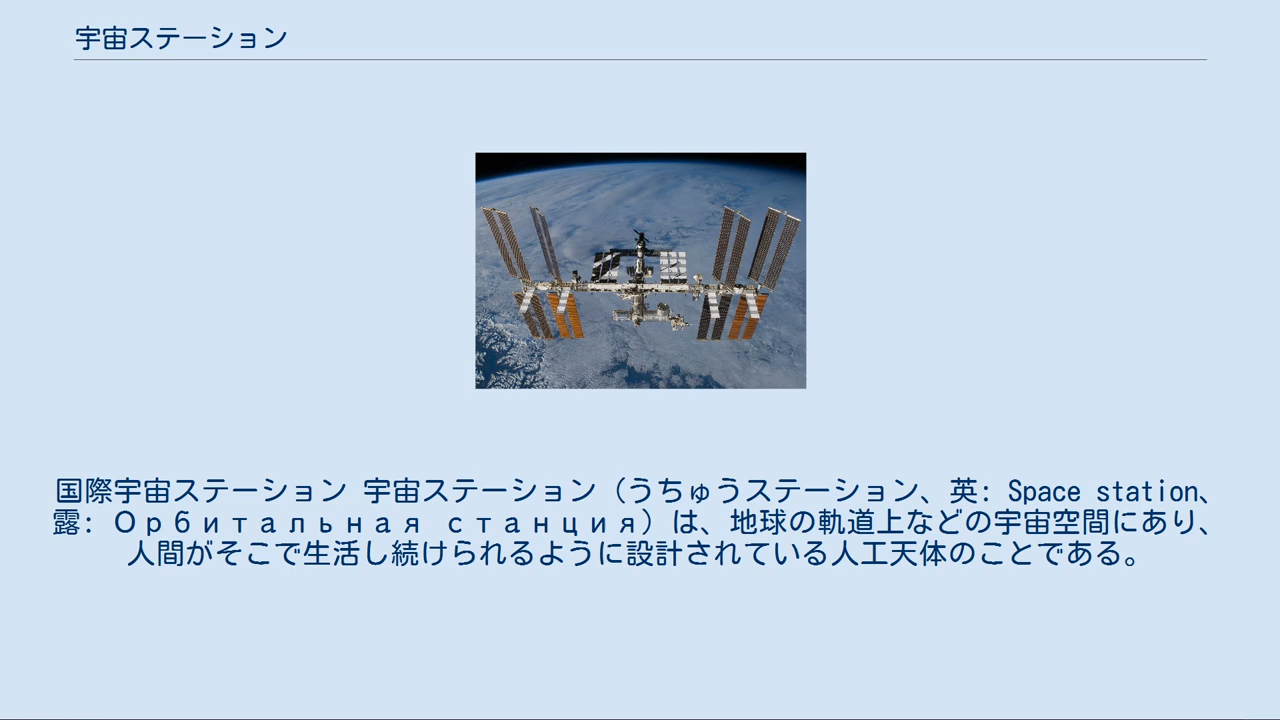 宇宙ステーション
国際宇宙ステーション 宇宙ステーション（うちゅうステーション、英: Space station、
露: Орбитальная станция）は、地球の軌道上などの宇宙空間にあり、
人間がそこで生活し続けられるように設計されている人工天体のことである。